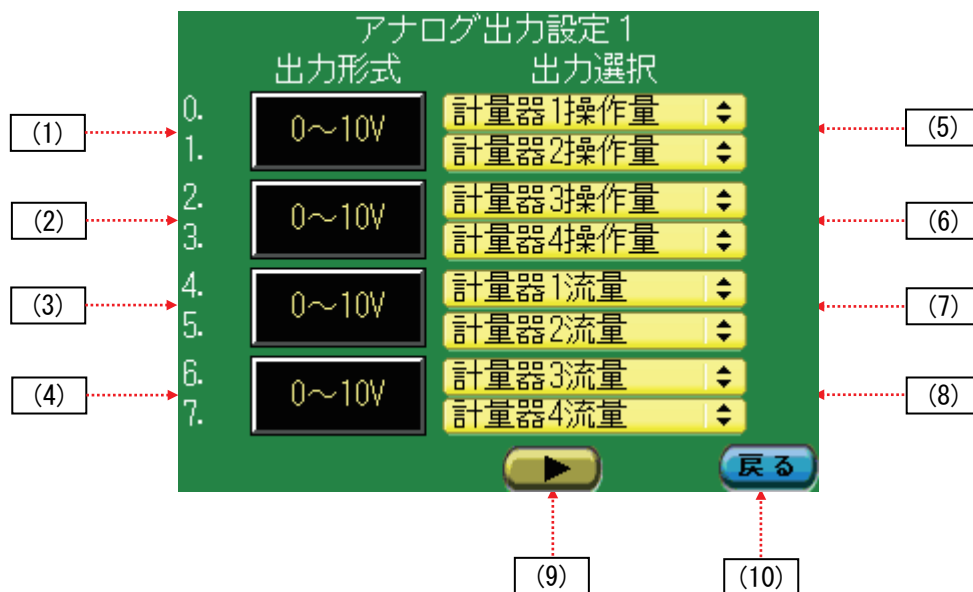 アナログ出力設定1
出力形式 出力選択
0. 0～10V 計量器1操作量
(1) (5)
1. 計量器2操作量
2. 0～10V 計量器3操作量
(2) (6)
3. 計量器4操作量
4. 0～10V 計量器1流量
(3) (7)
5. 計量器2流量
6. 0～10V 計量器3流量
(4) (8)
7. 計量器4流量
戻る
(9) (10)